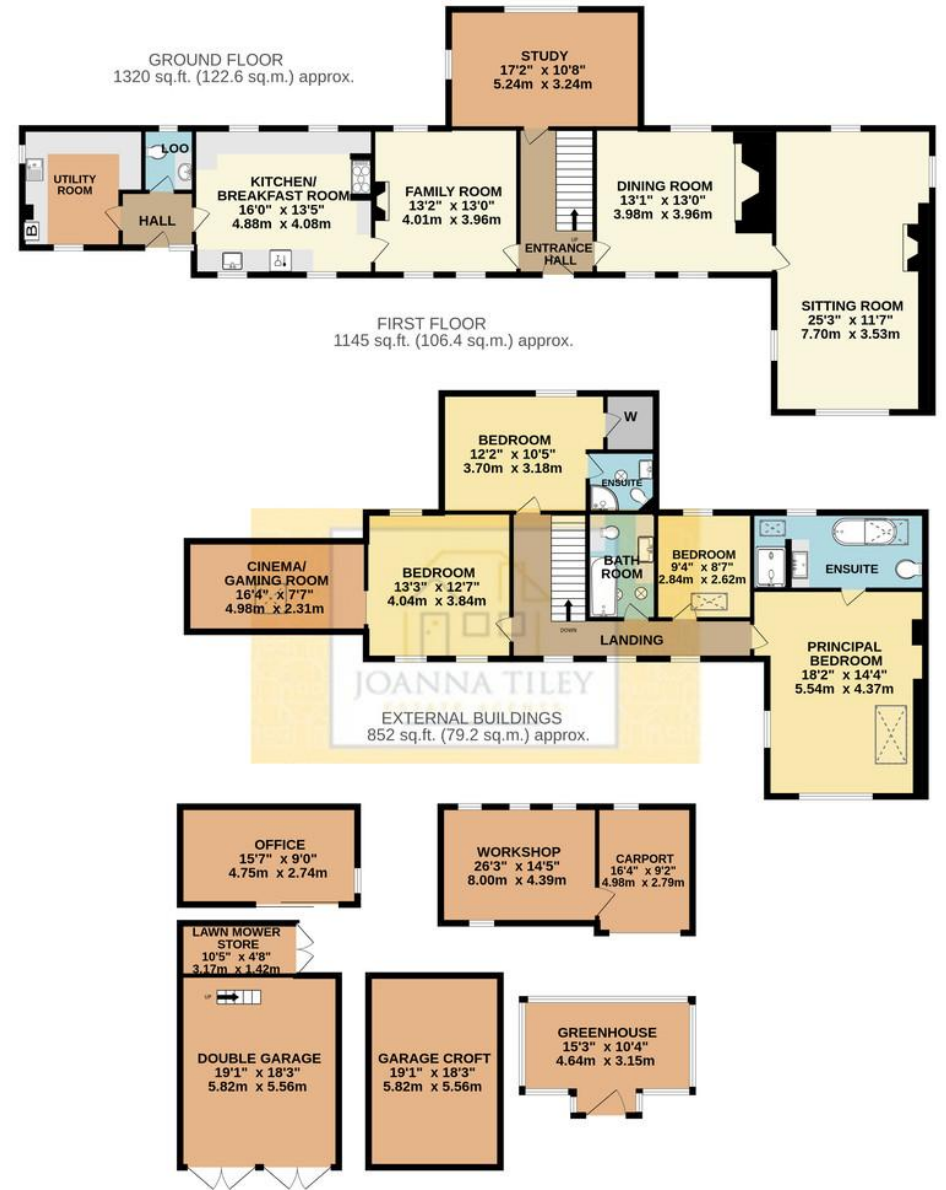 GROUND FLOOR
1320 sq.ft. (122.6 sq.m.) approx.
STUDY
17'2" x 10'8"
5.24m x 3.24m
UTILITY
ROOM
B
LOO
HALL
KITCHEN/
BREAKFAST ROOM
16'0" x 13'5"
4.88m x 4.08m
FAMILY ROOM
13'2" x 13'0"
4.01m x 3.96m
UP
ENTRANCE
HALL
DINING ROOM
13'1" x 13'0"
3.98m x 3.96m
SITTING ROOM
25'3" x 11'7"
7.70m x 3.53m
FIRST FLOOR
1145 sq.ft. (106.4 sq.m.) approx.
BEDROOM
12'2" x 10'5"
3.70m x 3.18m
W
ENSUITE
CINEMA/
GAMING ROOM
16'4" x 7'7"
4.98m x 2.31m
BEDROOM
13'3" x 12'7"
4.04m x 3.84m
DOWN
BATH
ROOM
BEDROOM
9'4" x 8'7"
2.84m x 2.62m
ENSUITE
LANDING
PRINCIPAL
BEDROOM
18'2" x 14'4"
5.54m x 4.37m
JOANNA TILEY
ESTATE AGENTS
EXTERNAL BUILDINGS
852 sq.ft. (79.2 sq.m.) approx.
OFFICE
15'7" x 9'0"
4.75m x 2.74m
WORKSHOP
26'3" x 14'5"
8.00m x 4.39m
CARPORT
16'4" x 9'2"
4.98m x 2.79m
LAWN MOWER
STORE
10'5" x 4'8"
3.17m x 1.42m
UP
DOUBLE GARAGE
19'1" x 18'3"
5.82m x 5.56m
GARAGE CROFT
19'1" x 18'3"
5.82m x 5.56m
GREENHOUSE
15'3" x 10'4"
4.64m x 3.15m